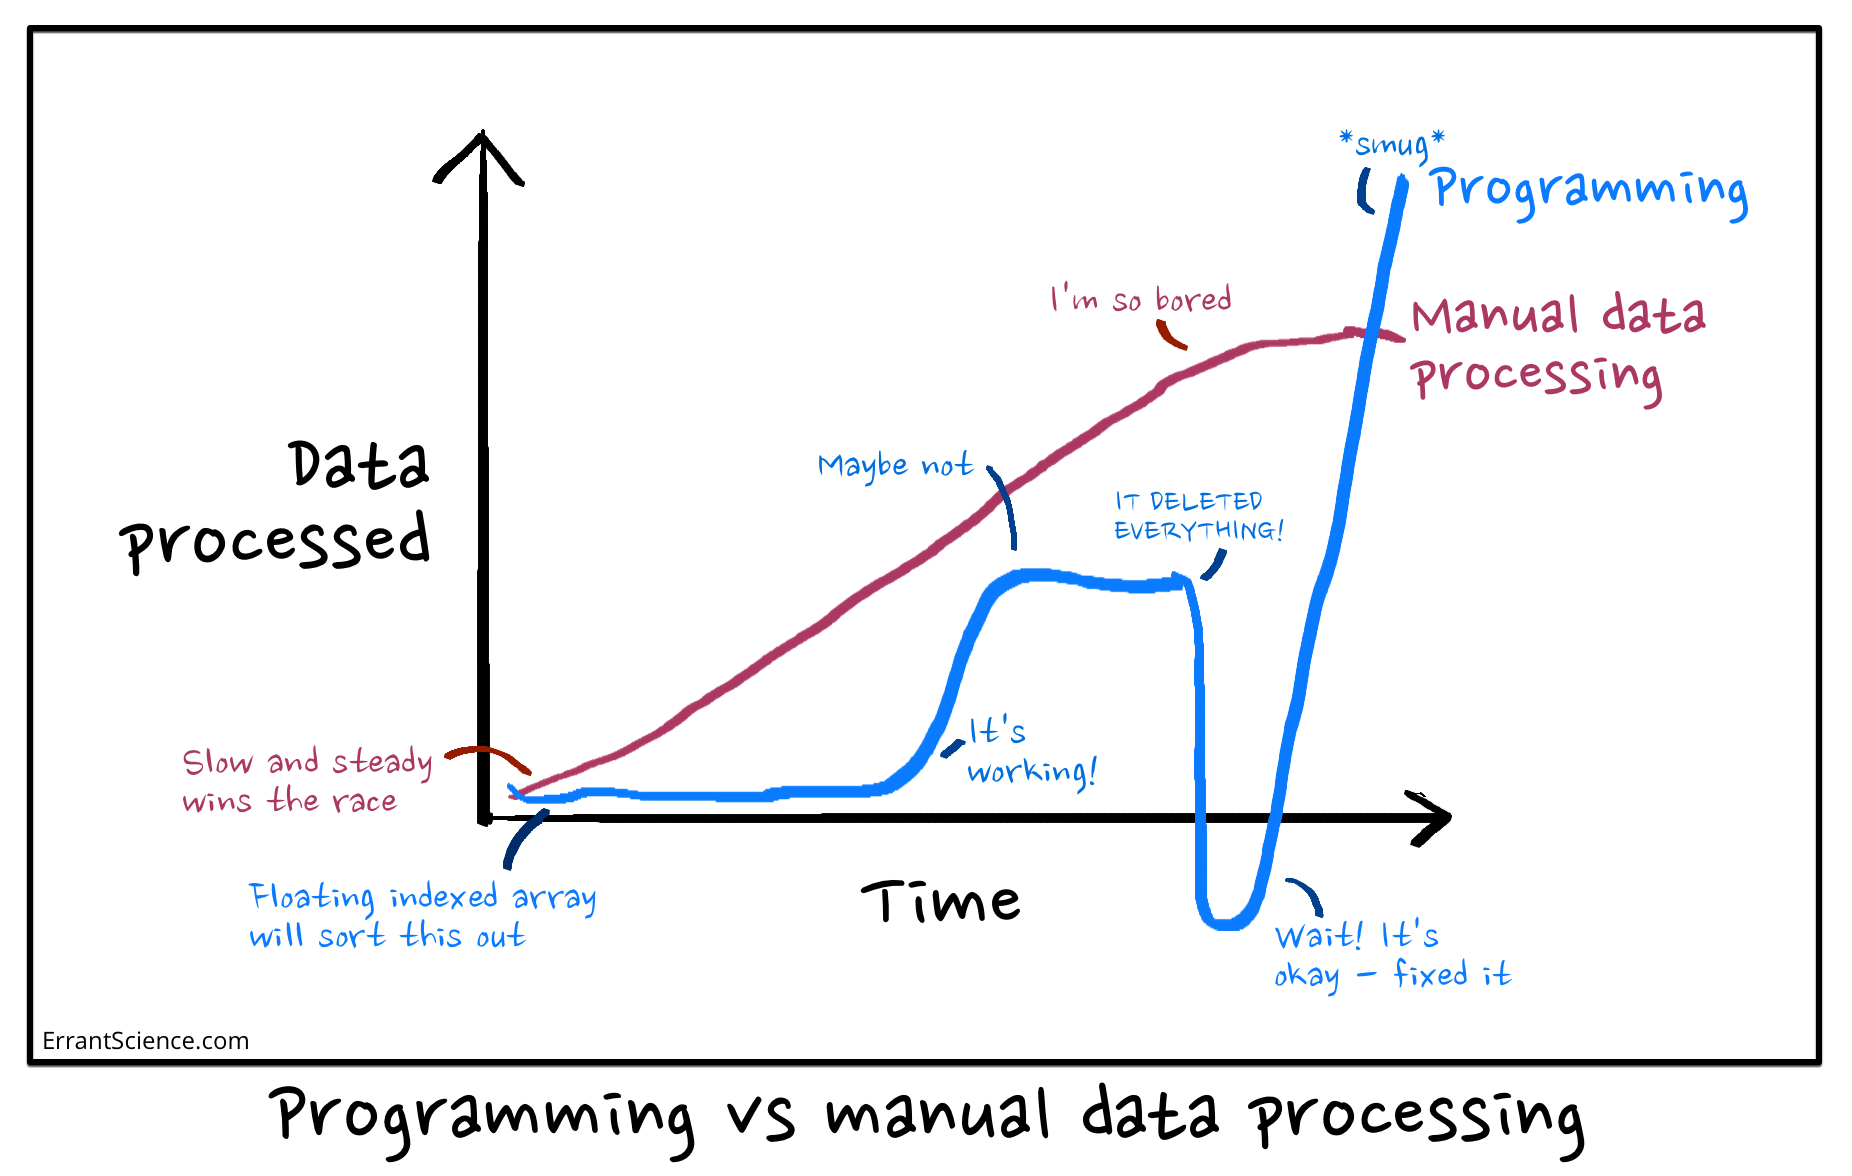 *smug*
Programming
I'm so bored
Manual data
processing
Maybe not
Data
processed
IT DELETED
EVERYTHING!
It's
working!
Slow and steady
wins the race
Floating indexed array
will sort this out
Time
Wait! It's
okay – fixed it
ErrantScience.com
Programming vs manual data processing